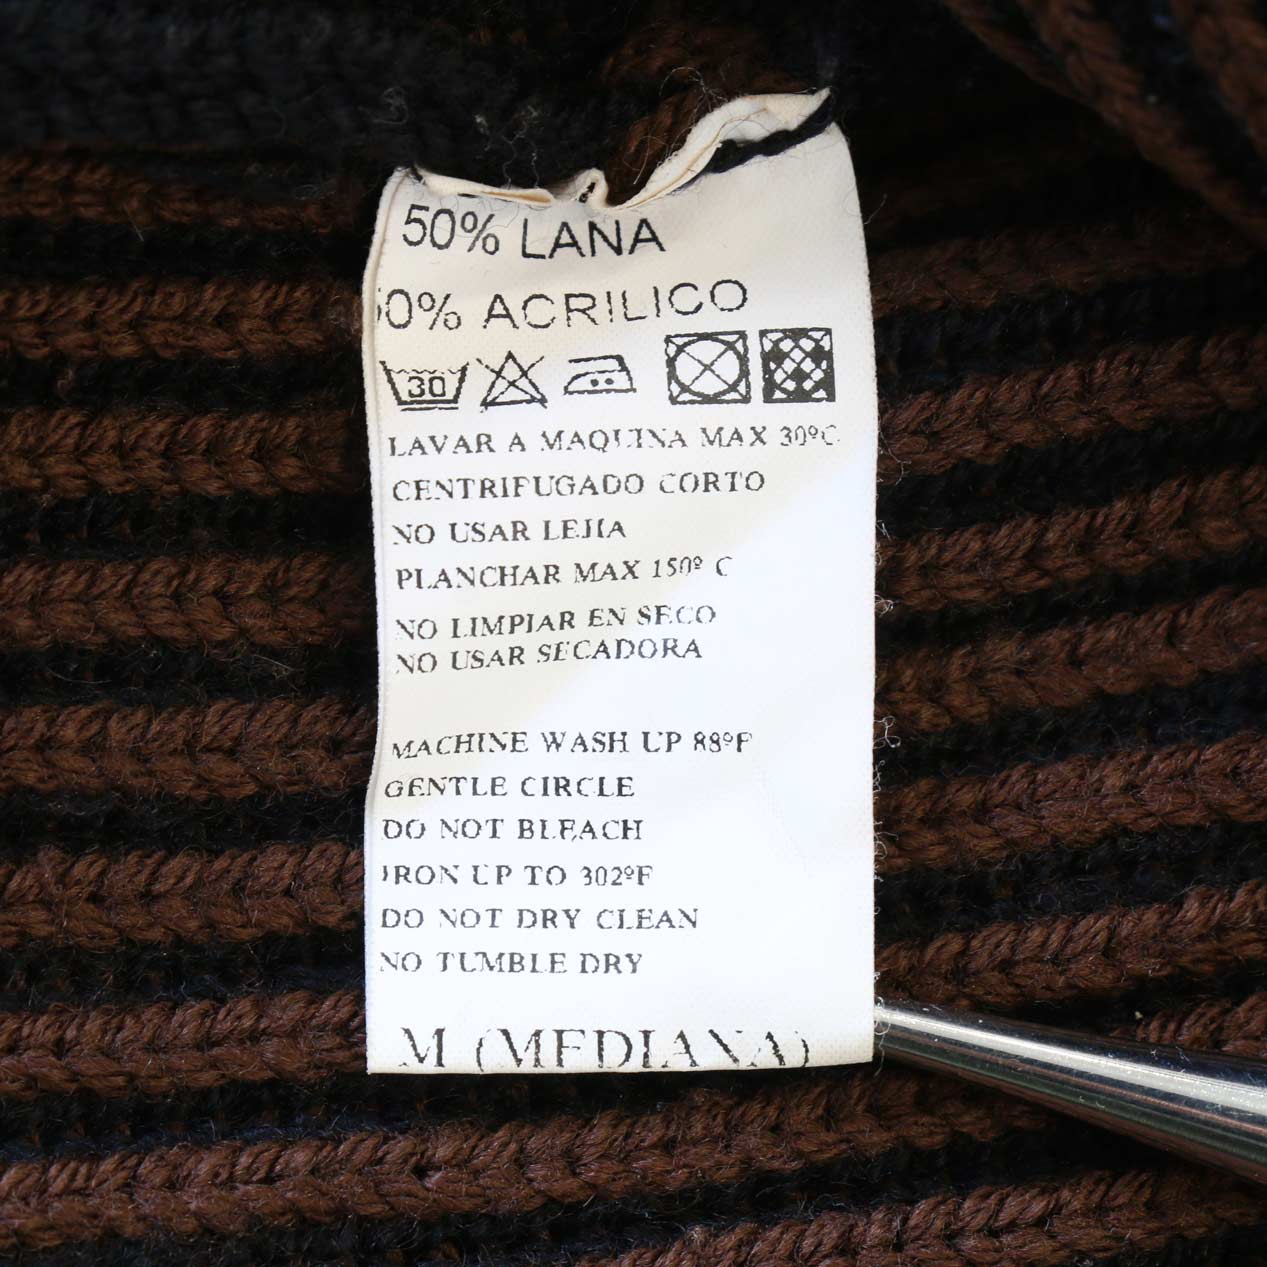 50% LANA
50% ACRILICO
30
LAVAR A MAQUINA MAX 30ºC
CENTRIFUGADO CORTO
NO USAR LEJIA
PLANCHAR MAX 150º C
NO LIMPIAR EN SECO
NO USAR SECADORA
MACHINE WASH UP 88ºF
GENTLE CIRCLE
DO NOT BLEACH
IRON UP TO 302ºF
DO NOT DRY CLEAN
NO TUMBLE DRY
M (MEDIANA)